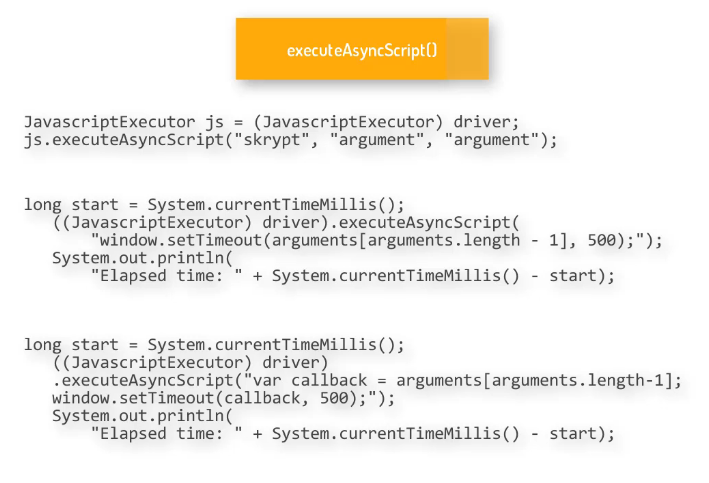 executeAsyncScript()
JavascriptExecutor js = (JavascriptExecutor) driver;
js.executeAsyncScript("skrypt", "argument", "argument");
long start = System.currentTimeMillis();
((JavascriptExecutor) driver).executeAsyncScript(
"window.setTimeout(arguments[arguments.length - 1], 500);");
System.out.println(
"Elapsed time: " + System.currentTimeMillis() - start);
long start = System.currentTimeMillis();
((JavascriptExecutor) driver)
.executeAsyncScript("var callback = arguments[arguments.length-1];
window.setTimeout(callback, 500);");
System.out.println(
"Elapsed time: " + System.currentTimeMillis() - start);